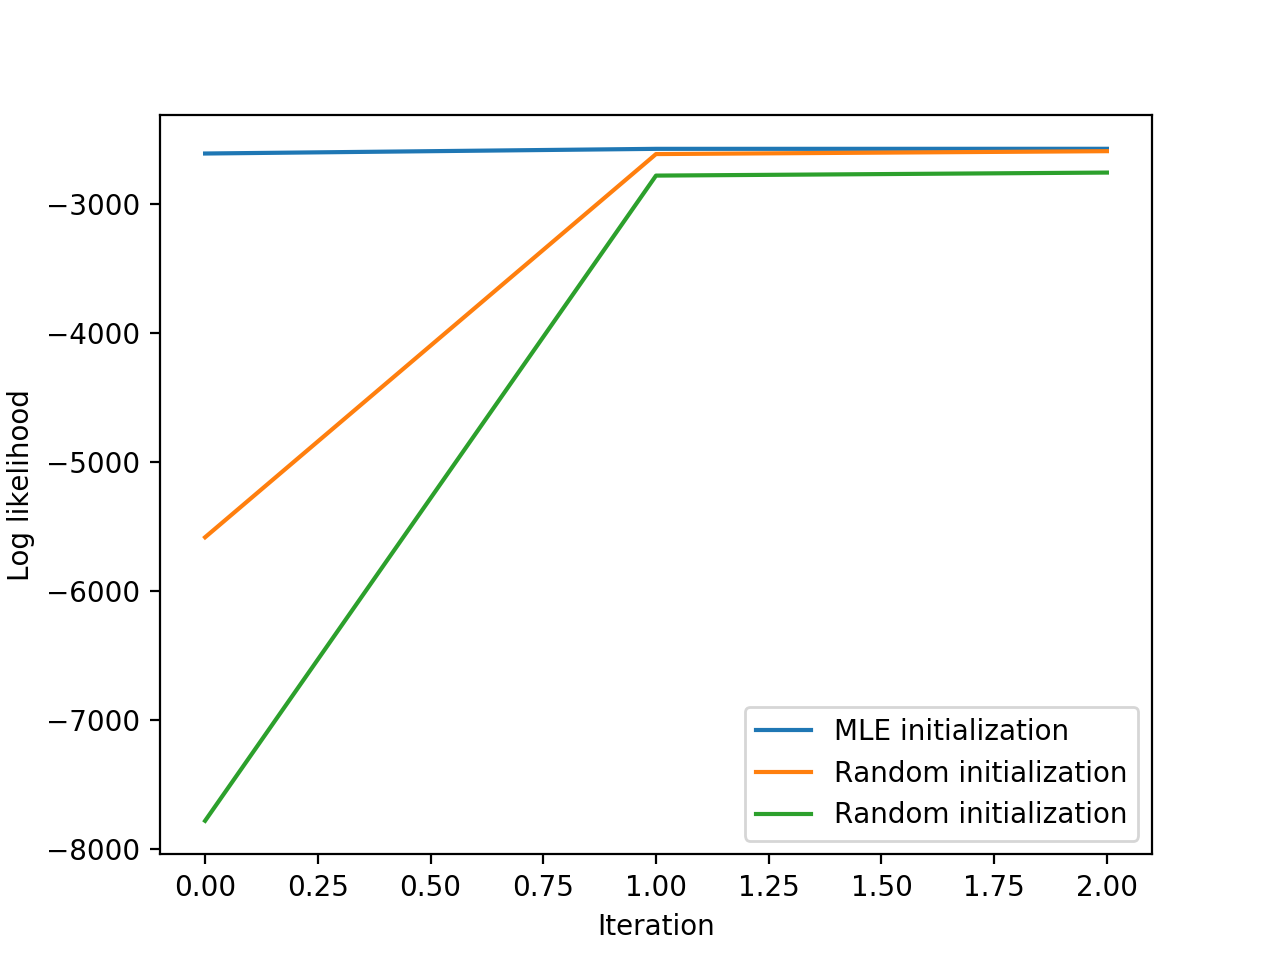 −3000
−4000
−5000
−6000
−7000
−8000
Log likelihood
MLE initialization
Random initialization
Random initialization
0.00 0.25 0.50 0.75 1.00 1.25 1.50 1.75 2.00
Iteration